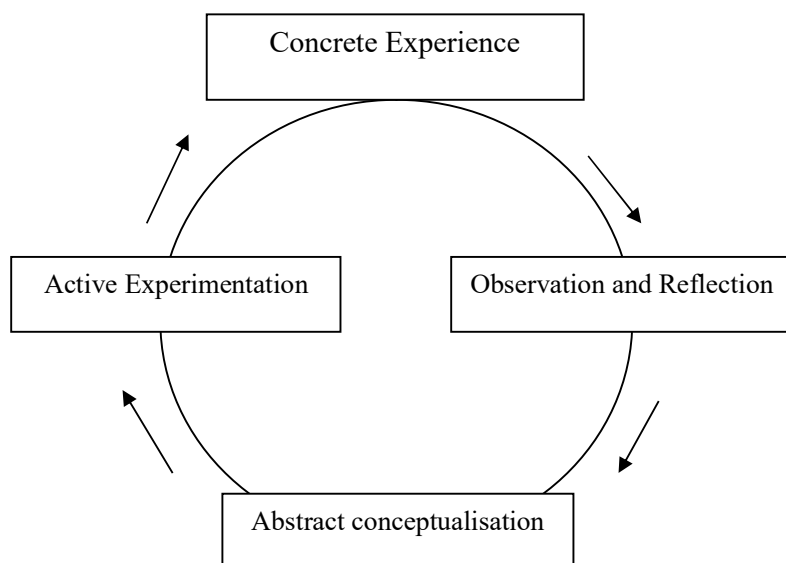 Concrete Experience
Active Experimentation
Observation and Reflection
Abstract conceptualisation